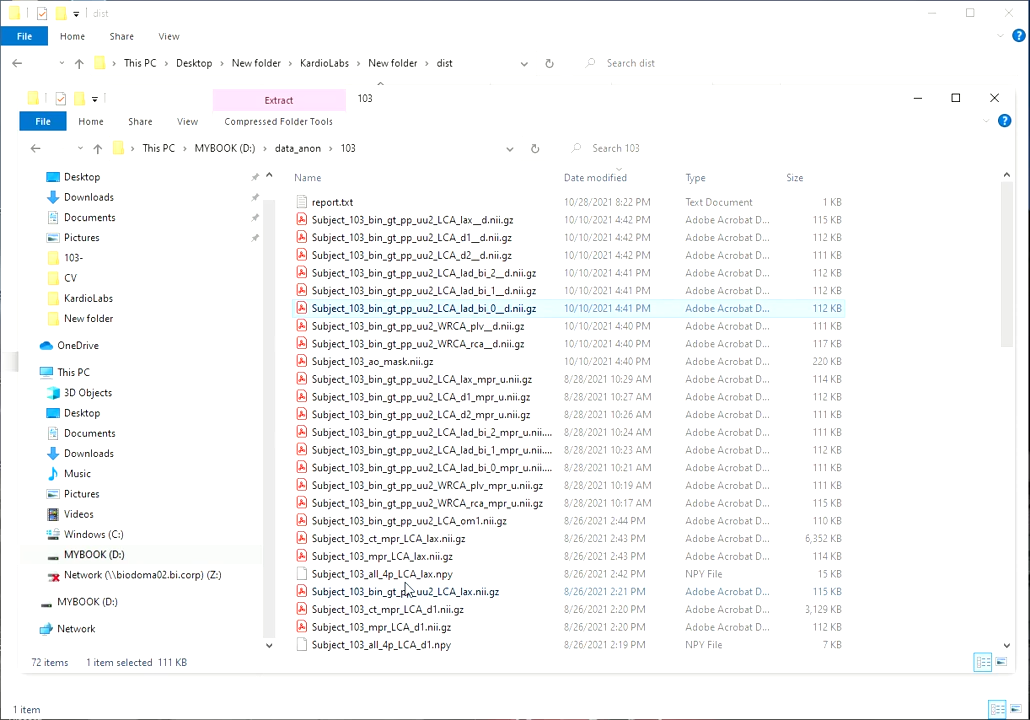 dist
File Home Share View
This PC > Desktop > New folder > KardioLabs > New folder > dist
Search dist
Extract 103
File Home Share View Compressed Folder Tools
This PC > MYBOOK (D:) > data_anon > 103
Search 103
Desktop
Downloads
Documents
Pictures
103-
CV
KardioLabs
New folder
OneDrive
This PC
3D Objects
Desktop
Documents
Downloads
Music
Pictures
Videos
Windows (C:)
MYBOOK (D:)
Network (\\biodoma02.bi.corp) (Z:)
MYBOOK (D:)
Network
Name Date modified Type Size
report.txt 10/28/2021 8:22 PM Text Document 1 KB
Subject_103_bin_gt_pp_uu2_LCA_lax__d.nii.gz 10/10/2021 4:42 PM Adobe Acrobat D... 115 KB
Subject_103_bin_gt_pp_uu2_LCA_d1__d.nii.gz 10/10/2021 4:42 PM Adobe Acrobat D... 112 KB
Subject_103_bin_gt_pp_uu2_LCA_d2__d.nii.gz 10/10/2021 4:42 PM Adobe Acrobat D... 111 KB
Subject_103_bin_gt_pp_uu2_LCA_lad_bi_2__d.nii.gz 10/10/2021 4:41 PM Adobe Acrobat D... 112 KB
Subject_103_bin_gt_pp_uu2_LCA_lad_bi_1__d.nii.gz 10/10/2021 4:41 PM Adobe Acrobat D... 112 KB
Subject_103_bin_gt_pp_uu2_LCA_lad_bi_0__d.nii.gz 10/10/2021 4:41 PM Adobe Acrobat D... 112 KB
Subject_103_bin_gt_pp_uu2_WRCA_plv__d.nii.gz 10/10/2021 4:40 PM Adobe Acrobat D... 111 KB
Subject_103_bin_gt_pp_uu2_WRCA_rca__d.nii.gz 10/10/2021 4:40 PM Adobe Acrobat D... 117 KB
Subject_103_ao_mask.nii.gz 10/10/2021 4:40 PM Adobe Acrobat D... 220 KB
Subject_103_bin_gt_pp_uu2_LCA_lax_mpr_u.nii.gz 8/28/2021 10:29 AM Adobe Acrobat D... 114 KB
Subject_103_bin_gt_pp_uu2_LCA_d1_mpr_u.nii.gz 8/28/2021 10:27 AM Adobe Acrobat D... 112 KB
Subject_103_bin_gt_pp_uu2_LCA_d2_mpr_u.nii.gz 8/28/2021 10:26 AM Adobe Acrobat D... 111 KB
Subject_103_bin_gt_pp_uu2_LCA_lad_bi_2_mpr_u.nii.... 8/28/2021 10:24 AM Adobe Acrobat D... 111 KB
Subject_103_bin_gt_pp_uu2_LCA_lad_bi_1_mpr_u.nii.... 8/28/2021 10:23 AM Adobe Acrobat D... 112 KB
Subject_103_bin_gt_pp_uu2_LCA_lad_bi_0_mpr_u.nii.... 8/28/2021 10:21 AM Adobe Acrobat D... 111 KB
Subject_103_bin_gt_pp_uu2_WRCA_plv_mpr_u.nii.gz 8/28/2021 10:19 AM Adobe Acrobat D... 111 KB
Subject_103_bin_gt_pp_uu2_WRCA_rca_mpr_u.nii.gz 8/28/2021 10:17 AM Adobe Acrobat D... 115 KB
Subject_103_bin_gt_pp_uu2_LCA_om1.nii.gz 8/26/2021 2:44 PM Adobe Acrobat D... 110 KB
Subject_103_ct_mpr_LCA_lax.nii.gz 8/26/2021 2:43 PM Adobe Acrobat D... 6,352 KB
Subject_103_mpr_LCA_lax.nii.gz 8/26/2021 2:43 PM Adobe Acrobat D... 114 KB
Subject_103_all_4p_LCA_lax.npy 8/26/2021 2:42 PM NPY File 15 KB
Subject_103_bin_gt_pp_uu2_LCA_lax.nii.gz 8/26/2021 2:21 PM Adobe Acrobat D... 115 KB
Subject_103_ct_mpr_LCA_d1.nii.gz 8/26/2021 2:20 PM Adobe Acrobat D... 3,129 KB
Subject_103_mpr_LCA_d1.nii.gz 8/26/2021 2:20 PM Adobe Acrobat D... 112 KB
Subject_103_all_4p_LCA_d1.npy 8/26/2021 2:19 PM NPY File 7 KB
72 items 1 item selected 111 KB
1 item